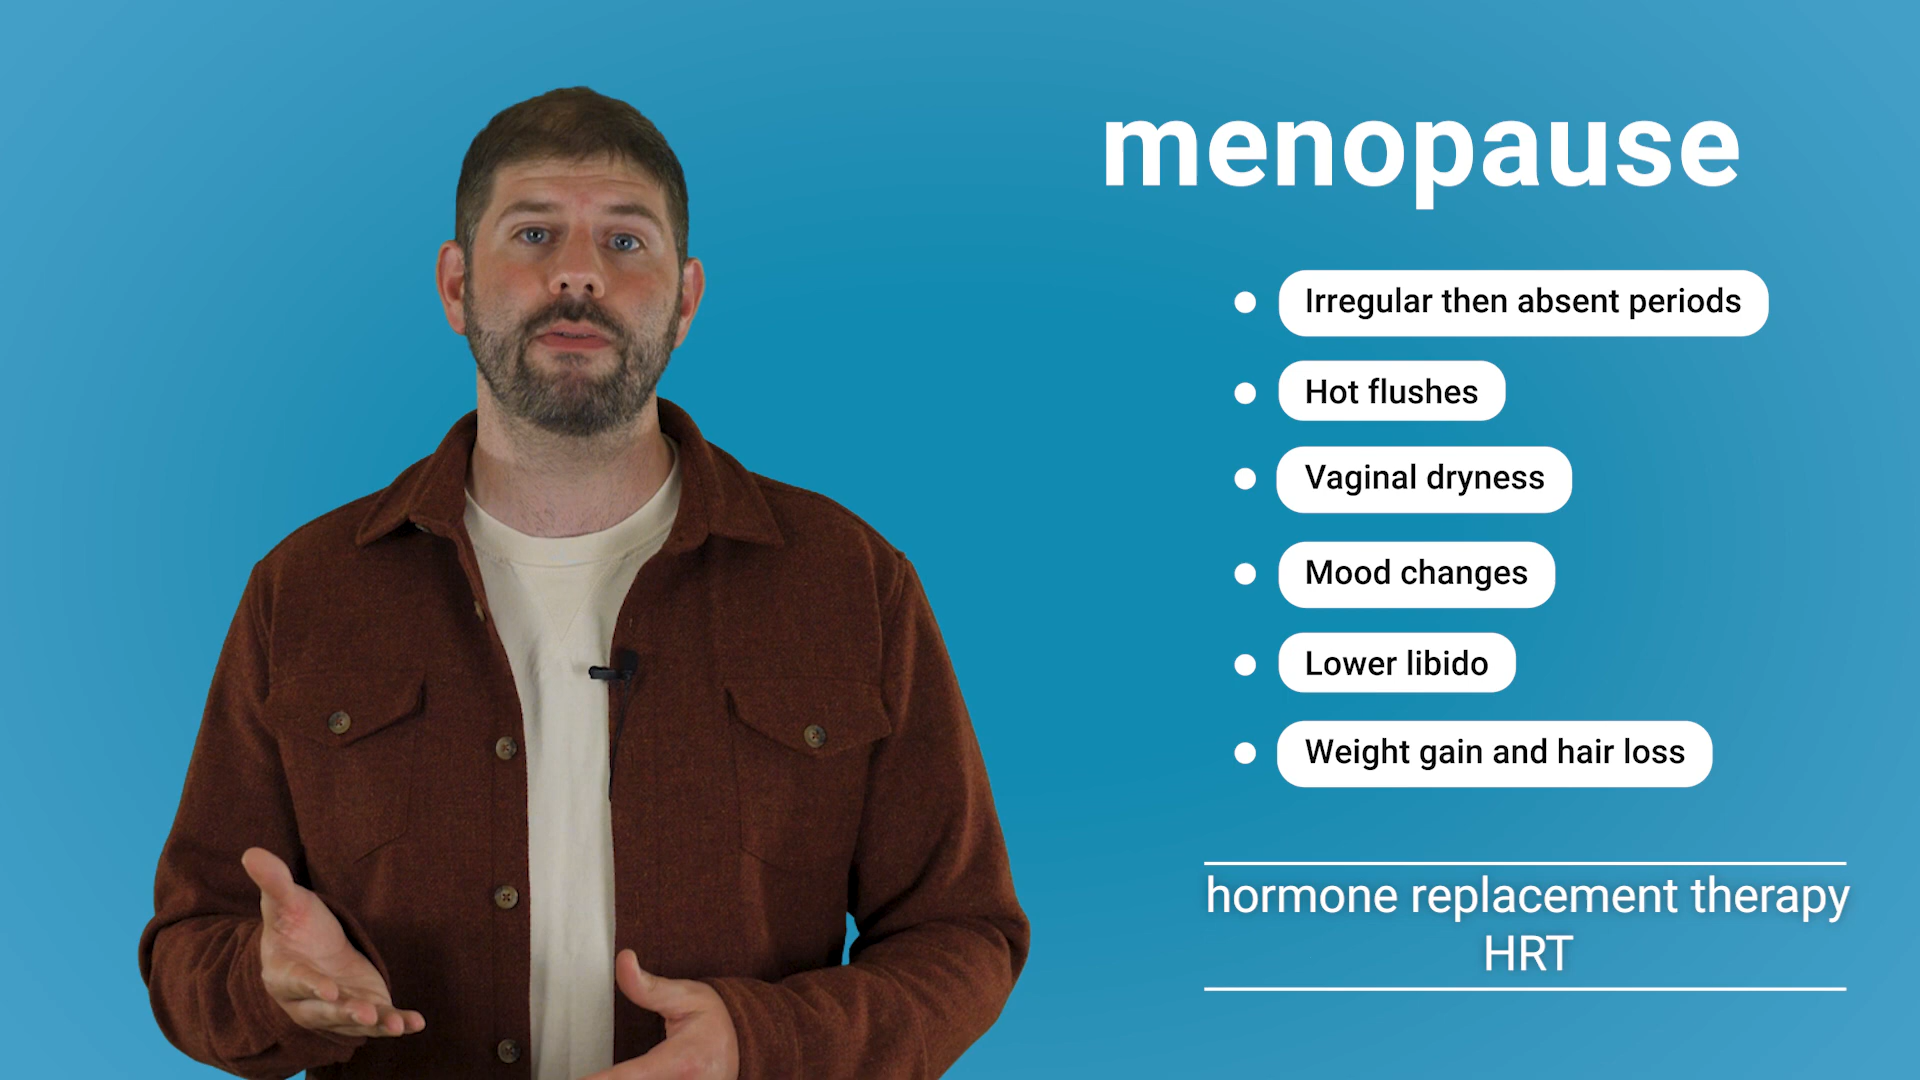 menopause
Irregular then absent periods
Hot flushes
Vaginal dryness
Mood changes
Lower libido
Weight gain and hair loss
hormone replacement therapy
HRT